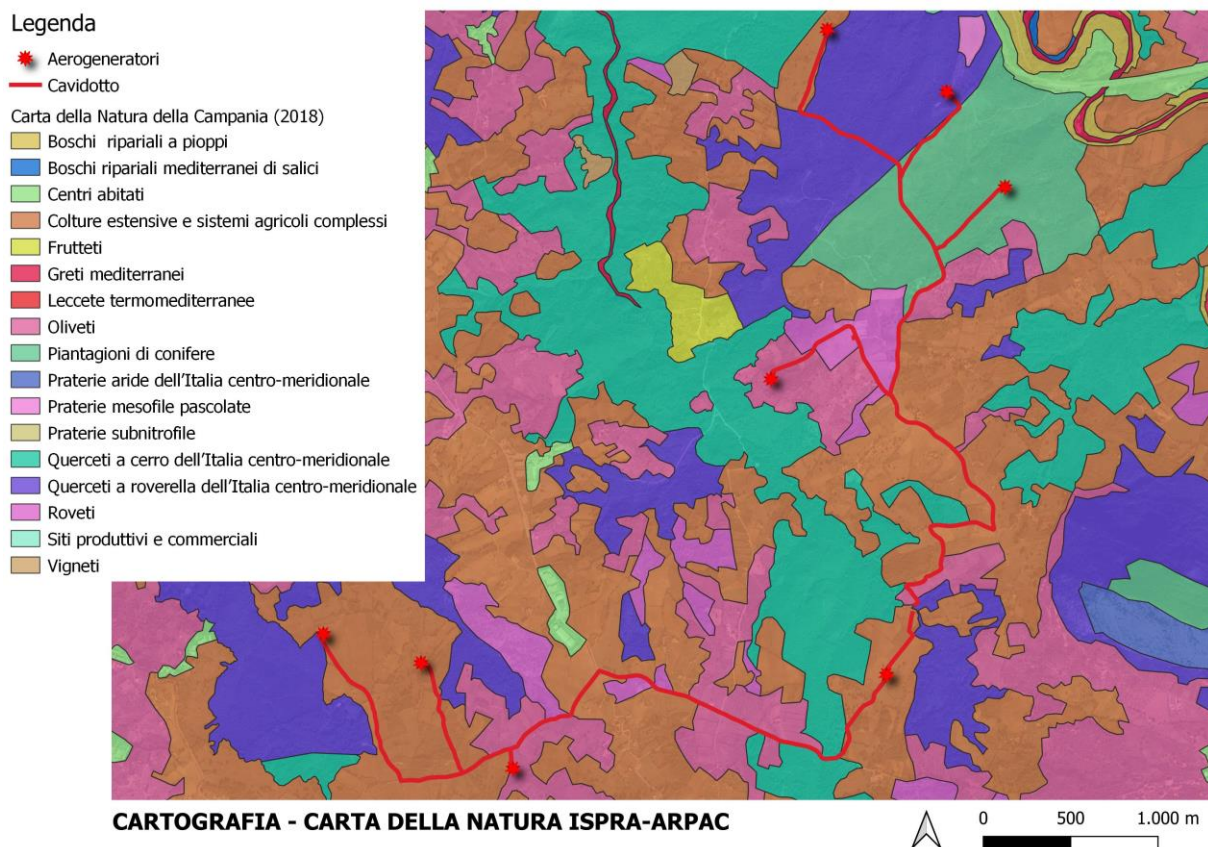 Legenda
Aerogeneratori
Cavidotto
Carta della Natura della Campania (2018)
Boschi ripariali a pioppi
Boschi ripariali mediterranei di salici
Centri abitati
Colture estensive e sistemi agricoli complessi
Frutteti
Greti mediterranei
Leccete termomediterranee
Oliveti
Piantagioni di conifere
Praterie aride dell'Italia centro-meridionale
Praterie mesofile pascolate
Praterie subnitrofile
Querceti a cerro dell'Italia centro-meridionale
Querceti a roverella dell'Italia centro-meridionale
Roveti
Siti produttivi e commerciali
Vigneti
CARTOGRAFIA - CARTA DELLA NATURA ISPRA-ARPAC
0 500 1.000 m